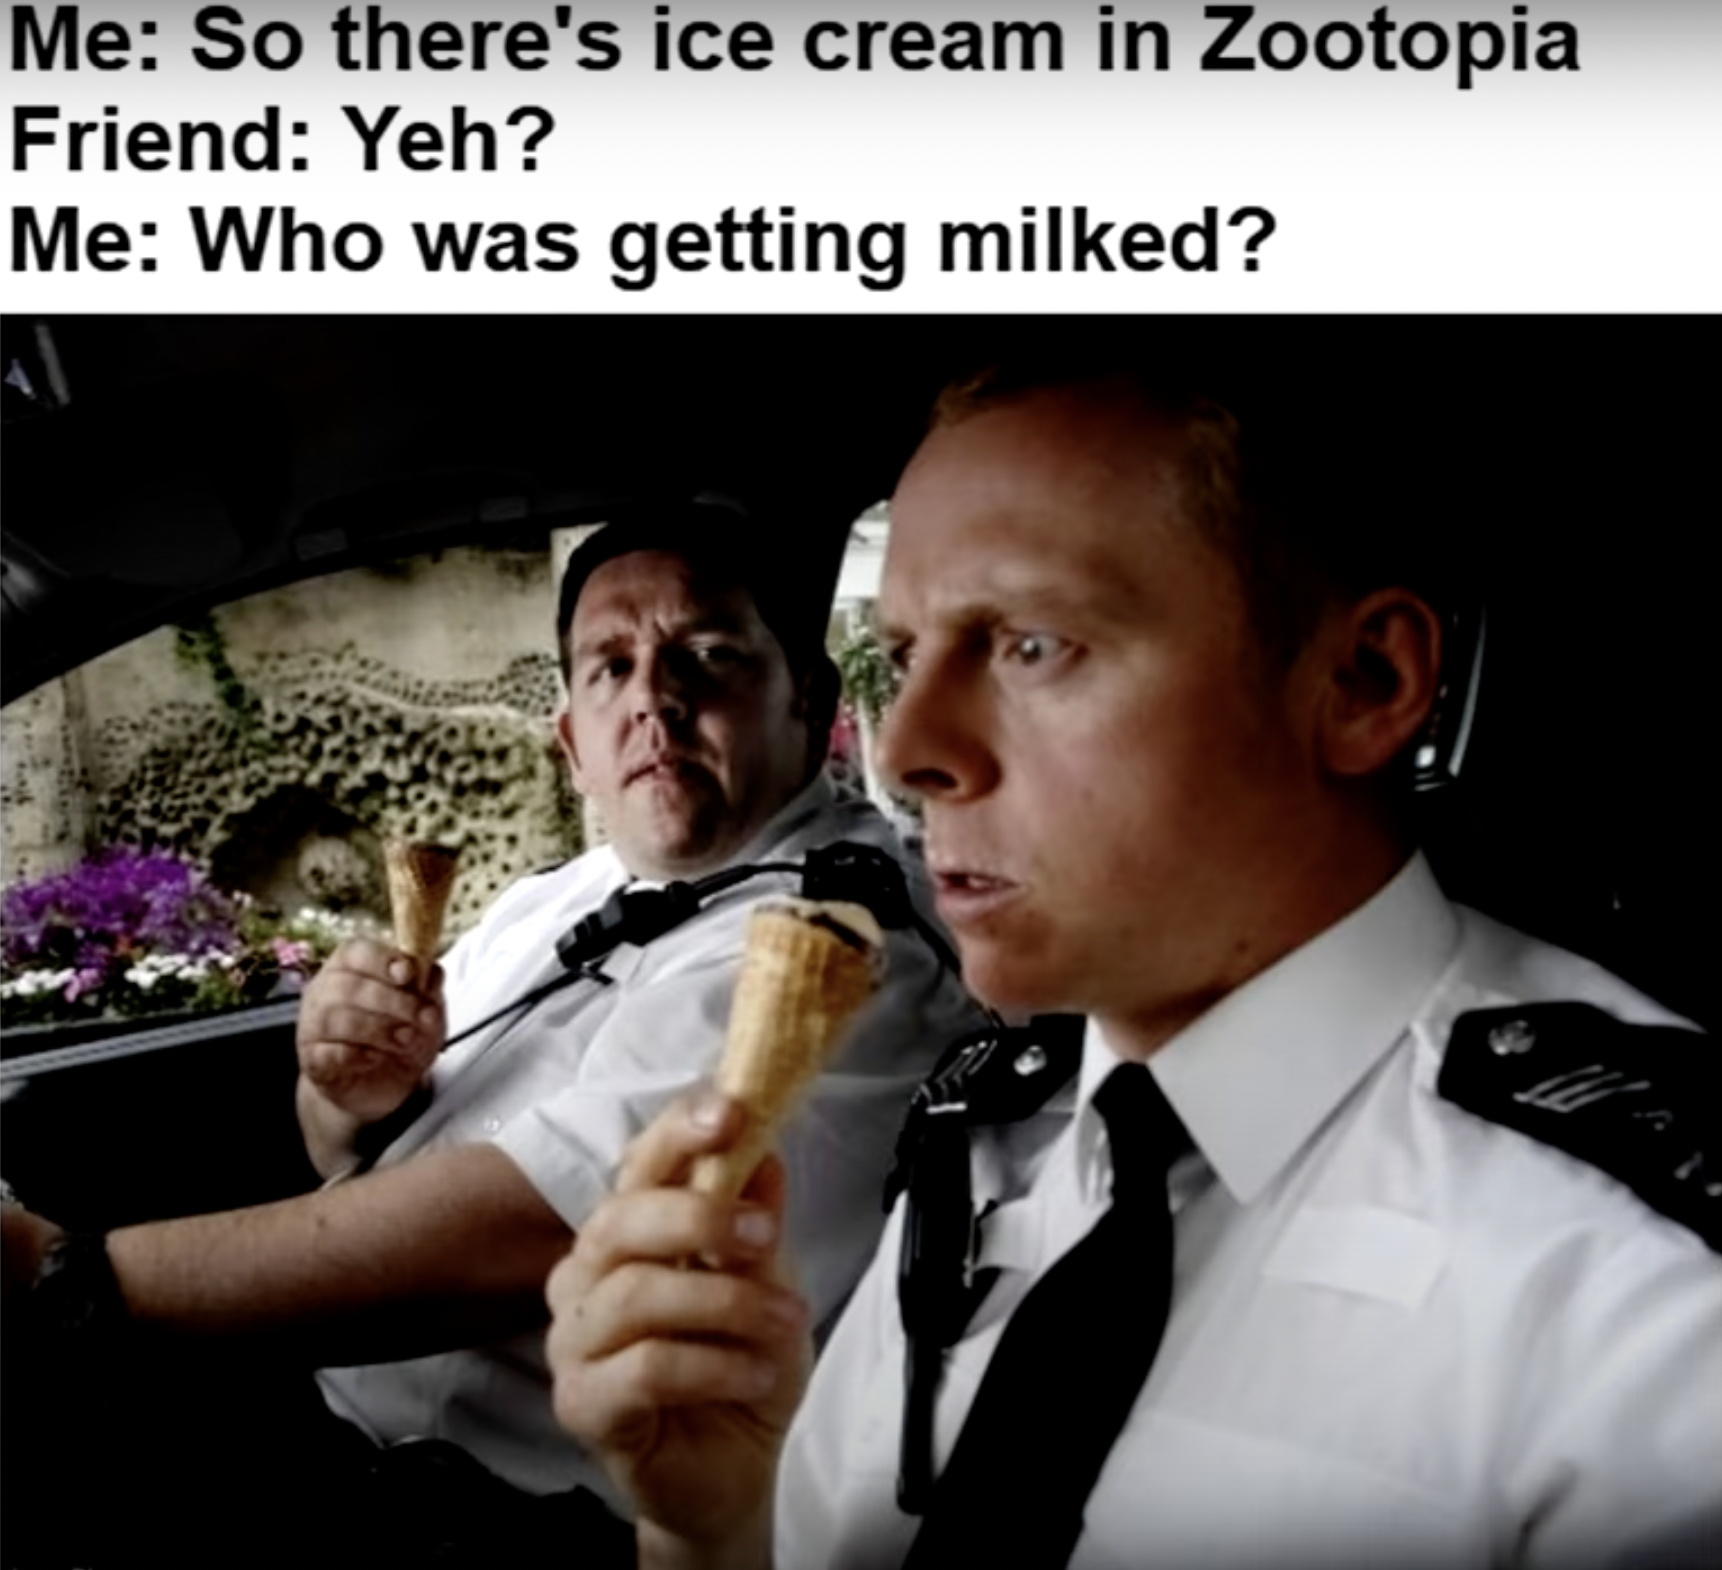 Me: So there's ice cream in Zootopia
Friend: Yeh?
Me: Who was getting milked?